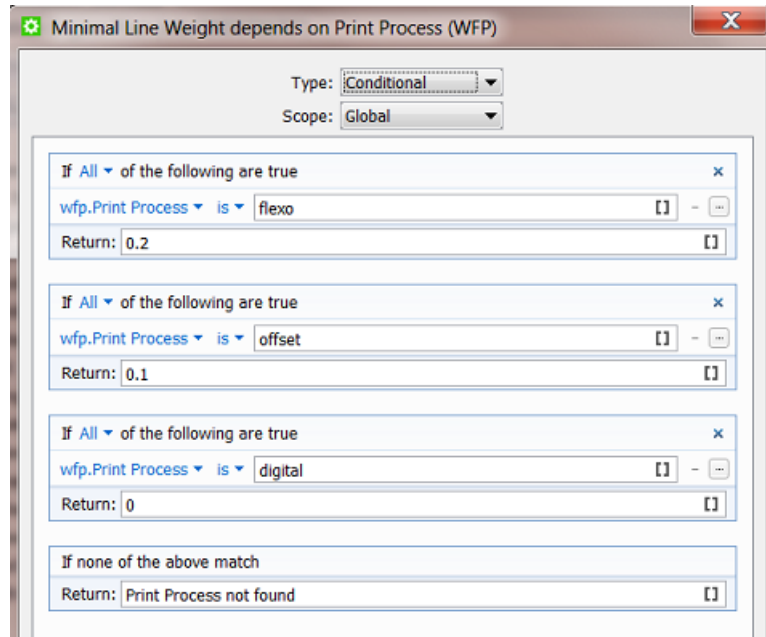 Minimal Line Weight depends on Print Process (WFP)
Type: Conditional
Scope: Global
If All of the following are true
wfp.Print Process is flexo
Return: 0.2
If All of the following are true
wfp.Print Process is offset
Return: 0.1
If All of the following are true
wfp.Print Process is digital
Return: 0
If none of the above match
Return: Print Process not found